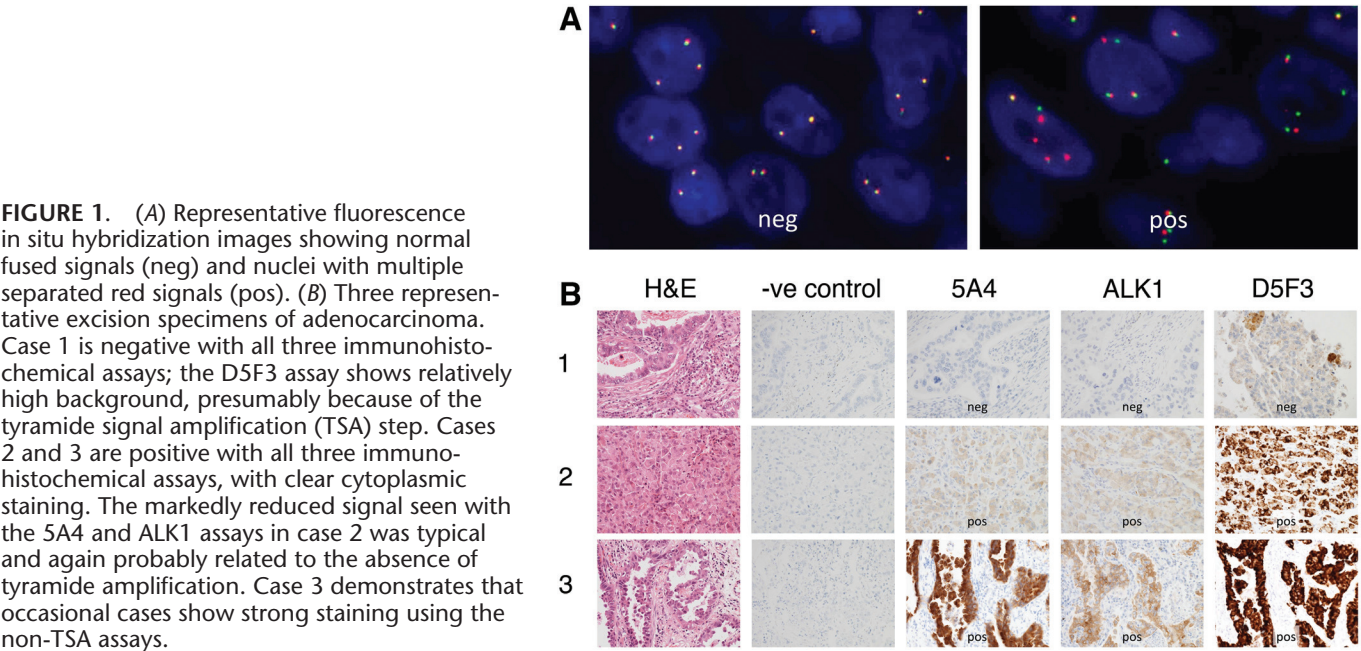 FIGURE 1. (A) Representative fluorescence
in situ hybridization images showing normal
fused signals (neg) and nuclei with multiple
separated red signals (pos). (B) Three represen-
tative excision specimens of adenocarcinoma.
Case 1 is negative with all three immunohisto-
chemical assays; the D5F3 assay shows relatively
high background, presumably because of the
tyramide signal amplification (TSA) step. Cases
2 and 3 are positive with all three immuno-
histochemical assays, with clear cytoplasmic
staining. The markedly reduced signal seen with
the 5A4 and ALK1 assays in case 2 was typical
and again probably related to the absence of
tyramide amplification. Case 3 demonstrates that
occasional cases show strong staining using the
non-TSA assays.
A
neg pos
B
H&E -ve control 5A4 ALK1 D5F3
1
neg neg neg
2
pos pos pos
3
pos pos pos